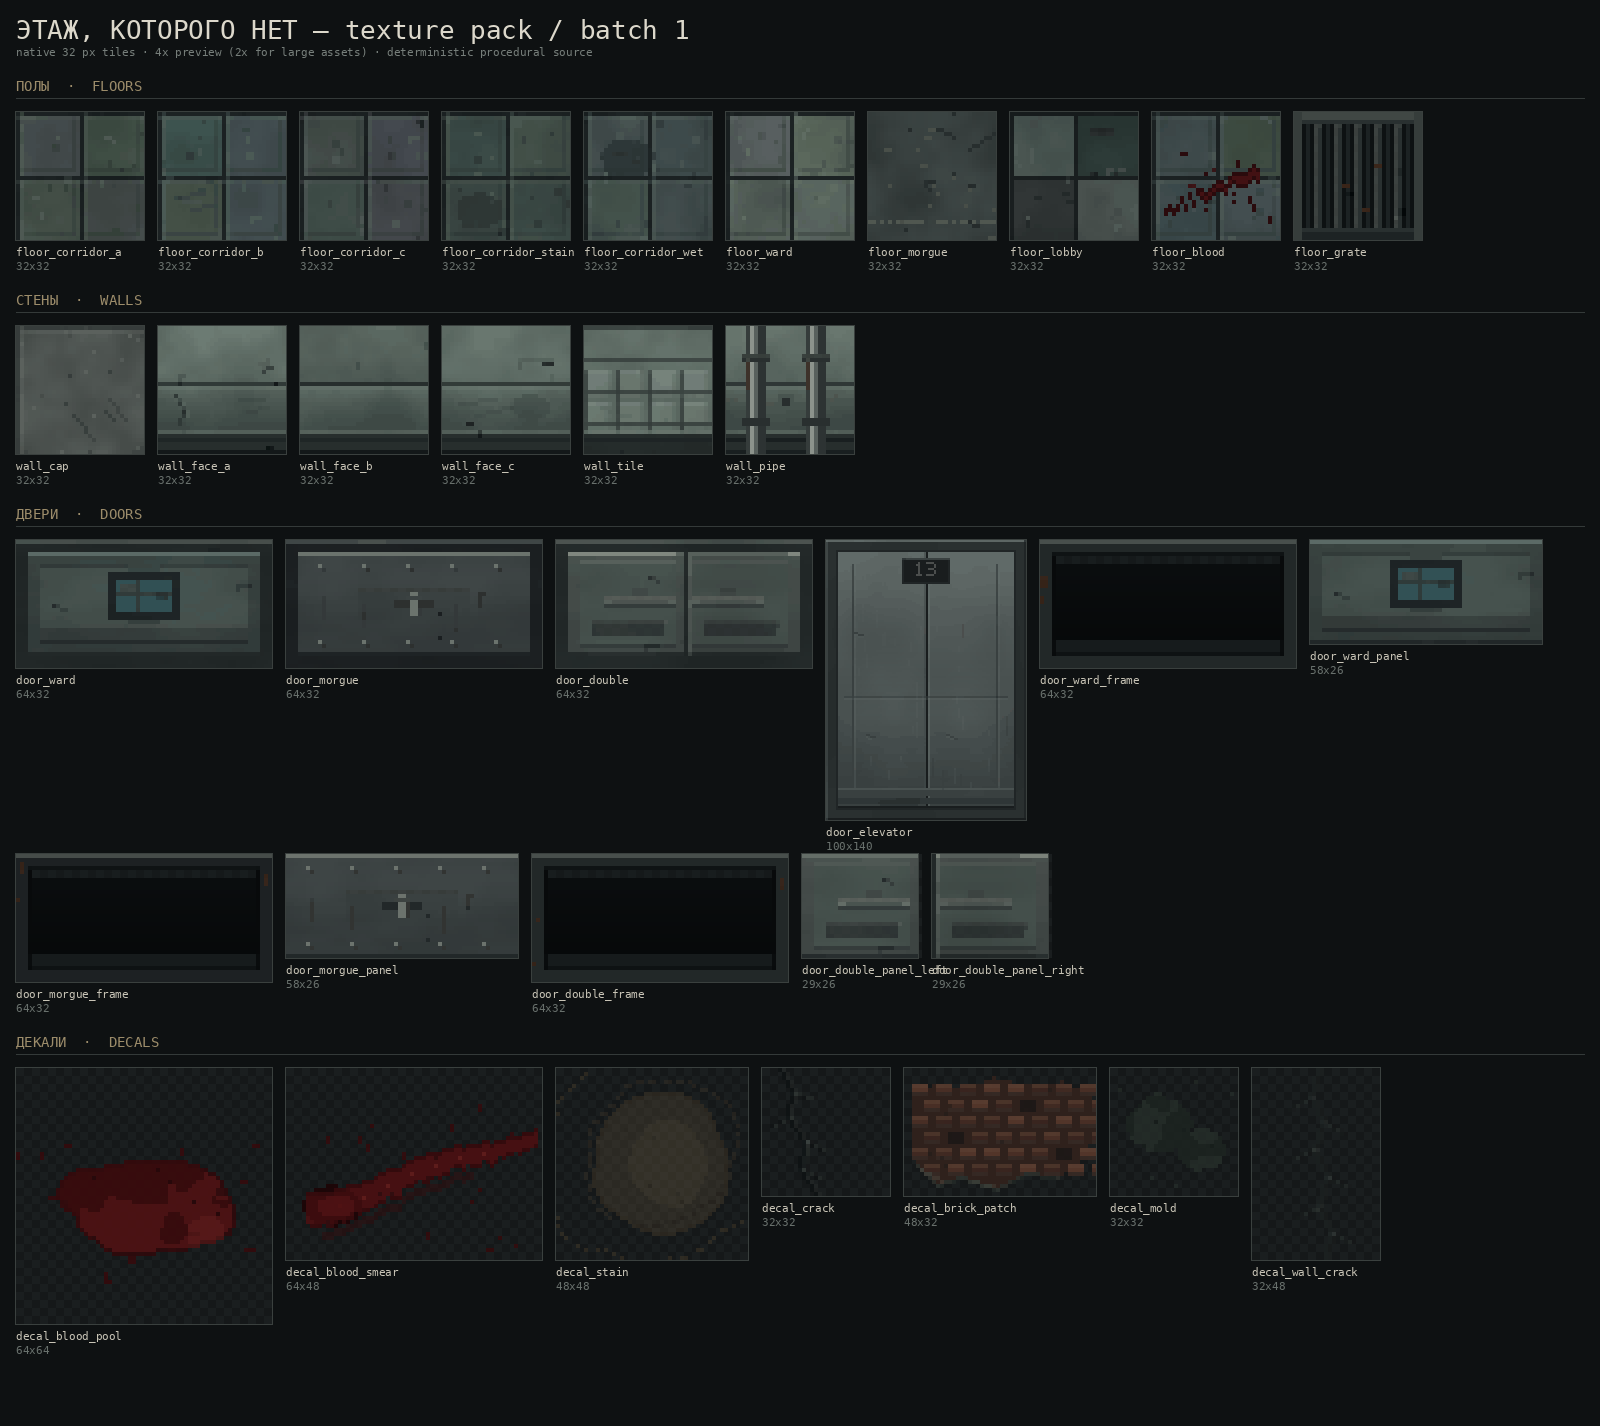 ЭТАЖ, КОТОРОГО НЕТ — texture pack / batch 1
native 32 px tiles · 4x preview (2x for large assets) · deterministic procedural source
ПОЛЫ · FLOORS
floor_corridor_a
32x32
floor_corridor_b
32x32
floor_corridor_c
32x32
floor_corridor_stain
32x32
floor_corridor_wet
32x32
floor_ward
32x32
floor_morgue
32x32
floor_lobby
32x32
floor_blood
32x32
floor_grate
32x32
СТЕНЫ · WALLS
wall_cap
32x32
wall_face_a
32x32
wall_face_b
32x32
wall_face_c
32x32
wall_tile
32x32
wall_pipe
32x32
ДВЕРИ · DOORS
door_ward
64x32
door_morgue
64x32
door_double
64x32
13
door_elevator
100x140
door_ward_frame
64x32
door_ward_panel
58x26
door_morgue_frame
64x32
door_morgue_panel
58x26
door_double_frame
64x32
door_double_panel_left
29x26
door_double_panel_right
29x26
ДЕКАЛИ · DECALS
decal_blood_pool
64x64
decal_blood_smear
64x48
decal_stain
48x48
decal_crack
32x32
decal_brick_patch
48x32
decal_mold
32x32
decal_wall_crack
32x48